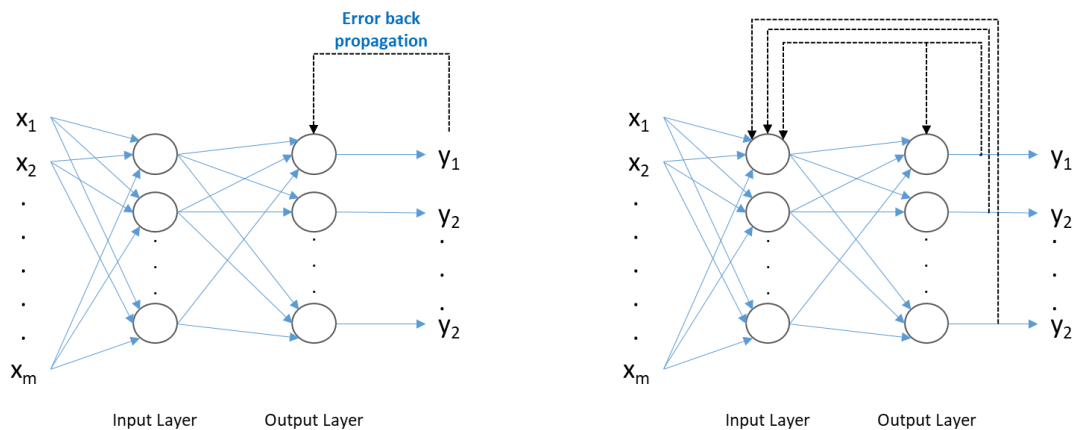 Error back
propagation
x1
x2
.
.
.
.
xm
y1
y2
.
.
.
y2
Input Layer
Output Layer
x1
x2
.
.
.
.
xm
y1
y2
.
.
.
y2
Input Layer
Output Layer